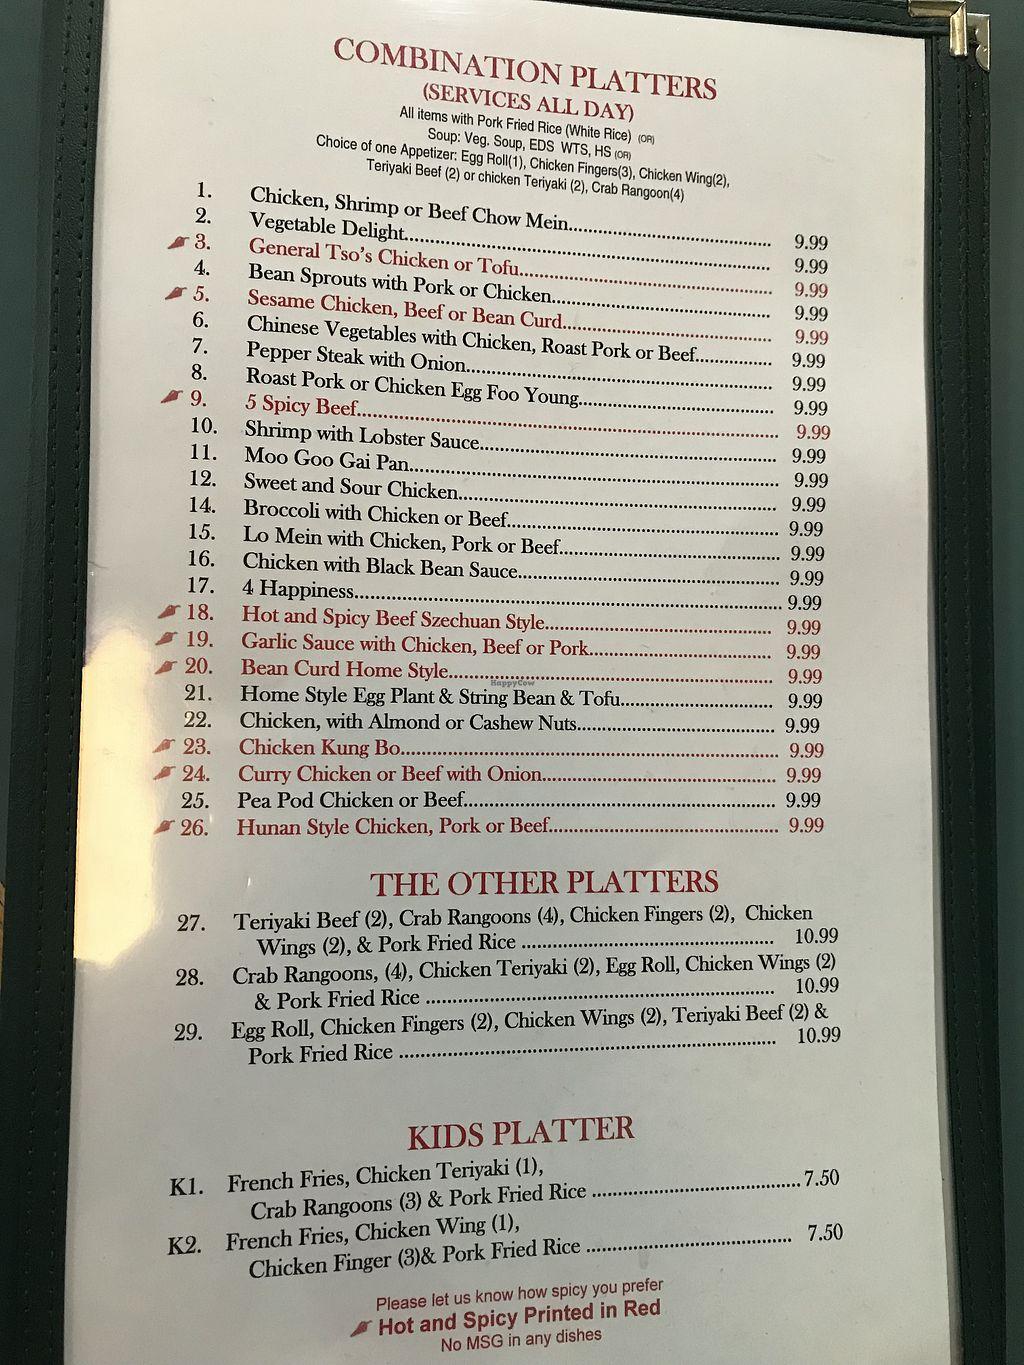 COMBINATION PLATTERS
(SERVICES ALL DAY)
All items with Pork Fried Rice (White Rice) (OR)
Soup: Veg. Soup, EDS WTS, HS (OR)
Choice of one Appetizer: Egg Roll(1), Chicken Fingers(3), Chicken Wing(2),
Teriyaki Beef (2) or chicken Teriyaki (2), Crab Rangoon(4)
1. Chicken, Shrimp or Beef Chow Mein 9.99
2. Vegetable Delight 9.99
3. General Tso's Chicken or Tofu 9.99
4. Bean Sprouts with Pork or Chicken 9.99
5. Sesame Chicken, Beef or Bean Curd 9.99
6. Chinese Vegetables with Chicken, Roast Pork or Beef 9.99
7. Pepper Steak with Onion 9.99
8. Roast Pork or Chicken Egg Foo Young 9.99
9. 5 Spicy Beef 9.99
10. Shrimp with Lobster Sauce 9.99
11. Moo Goo Gai Pan 9.99
12. Sweet and Sour Chicken 9.99
14. Broccoli with Chicken or Beef 9.99
15. Lo Mein with Chicken, Pork or Beef 9.99
16. Chicken with Black Bean Sauce 9.99
17. 4 Happiness 9.99
18. Hot and Spicy Beef Szechuan Style 9.99
19. Garlic Sauce with Chicken, Beef or Pork 9.99
20. Bean Curd Home Style 9.99
HappyCow
21. Home Style Egg Plant & String Bean & Tofu 9.99
22. Chicken, with Almond or Cashew Nuts 9.99
23. Chicken Kung Bo 9.99
24. Curry Chicken or Beef with Onion 9.99
25. Pea Pod Chicken or Beef 9.99
26. Hunan Style Chicken, Pork or Beef 9.99
THE OTHER PLATTERS
27. Teriyaki Beef (2), Crab Rangoons (4), Chicken Fingers (2), Chicken
Wings (2), & Pork Fried Rice 10.99
28. Crab Rangoons, (4), Chicken Teriyaki (2), Egg Roll, Chicken Wings (2)
& Pork Fried Rice 10.99
29. Egg Roll, Chicken Fingers (2), Chicken Wings (2), Teriyaki Beef (2) &
Pork Fried Rice 10.99
KIDS PLATTER
K1. French Fries, Chicken Teriyaki (1),
Crab Rangoons (3) & Pork Fried Rice 7.50
K2. French Fries, Chicken Wing (1),
Chicken Finger (3)& Pork Fried Rice 7.50
Please let us know how spicy you prefer
Hot and Spicy Printed in Red
No MSG in any dishes